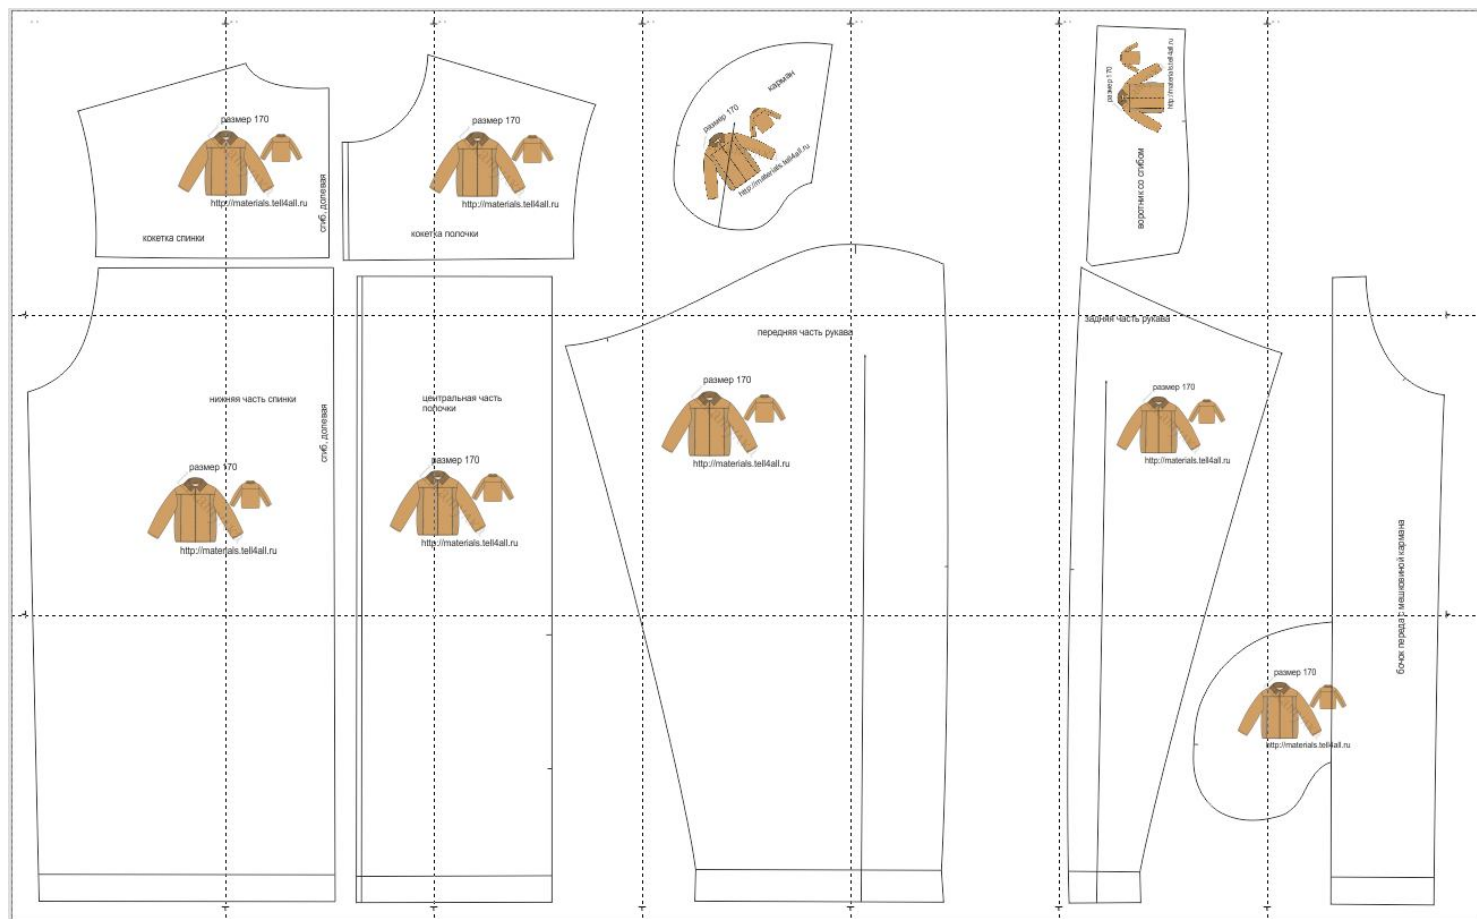 размер 170
http://materials.tell4all.ru
сгиб, долевая
кокетка спинки
размер 170
http://materials.tell4all.ru
кокетка полочки
карман
размер 170
http://materials.tell4all.ru
размер 170
http://materials.tell4all.ru
воротник со сгибом
нижняя часть спинки
сгиб, долевая
размер 170
http://materials.tell4all.ru
центральная часть
полочки
размер 170
http://materials.tell4all.ru
передняя часть рукава
размер 170
http://materials.tell4all.ru
задняя часть рукава
размер 170
http://materials.tell4all.ru
бочок переда с мешковиной кармана
размер 170
http://materials.tell4all.ru